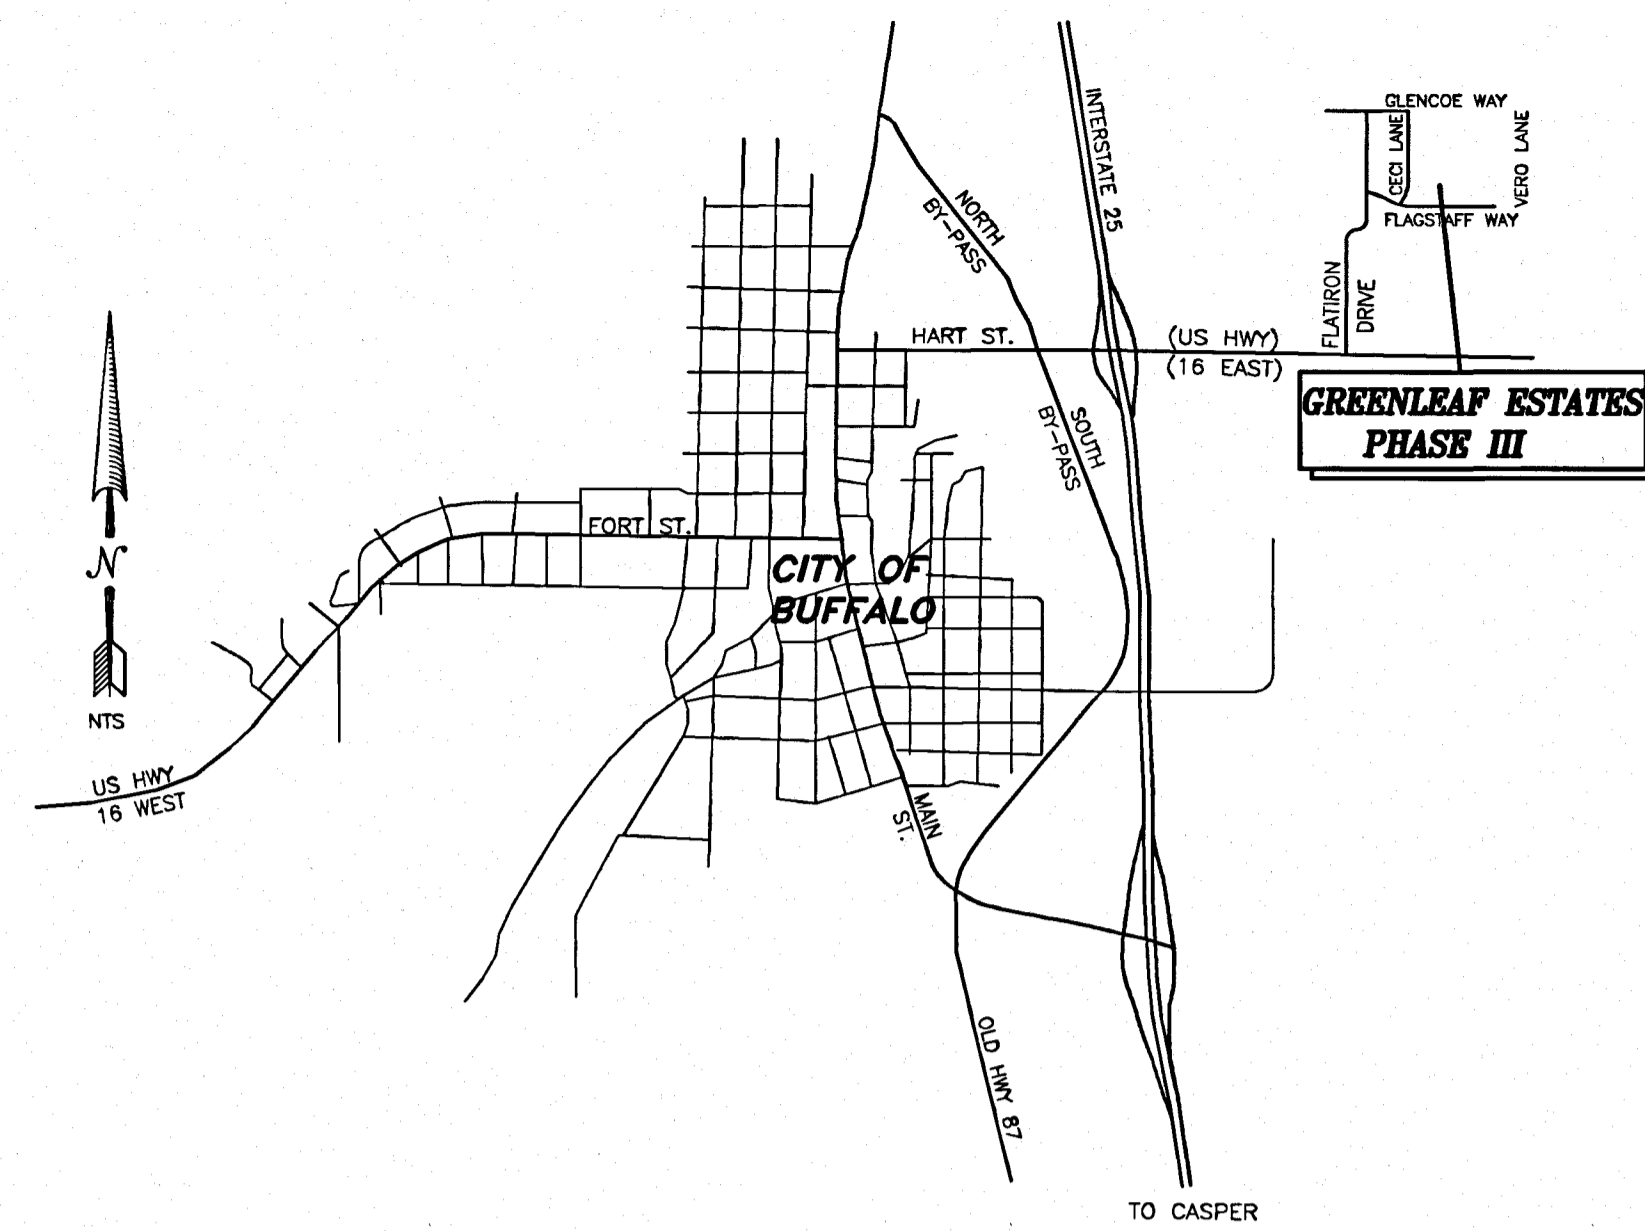 GLENCOE WAY
INTERSTATE 25
CECI LANE
VERO LANE
FLAGSTAFF WAY
NORTH
BY-PASS
FLATIRON
DRIVE
HART ST.
(US HWY)
(16 EAST)
GREENLEAF ESTATES
PHASE III
SOUTH
BY-PASS
FORT ST.
CITY OF
BUFFALO
N
NTS
US HWY
16 WEST
MAIN
ST.
OLD HWY 87
TO CASPER